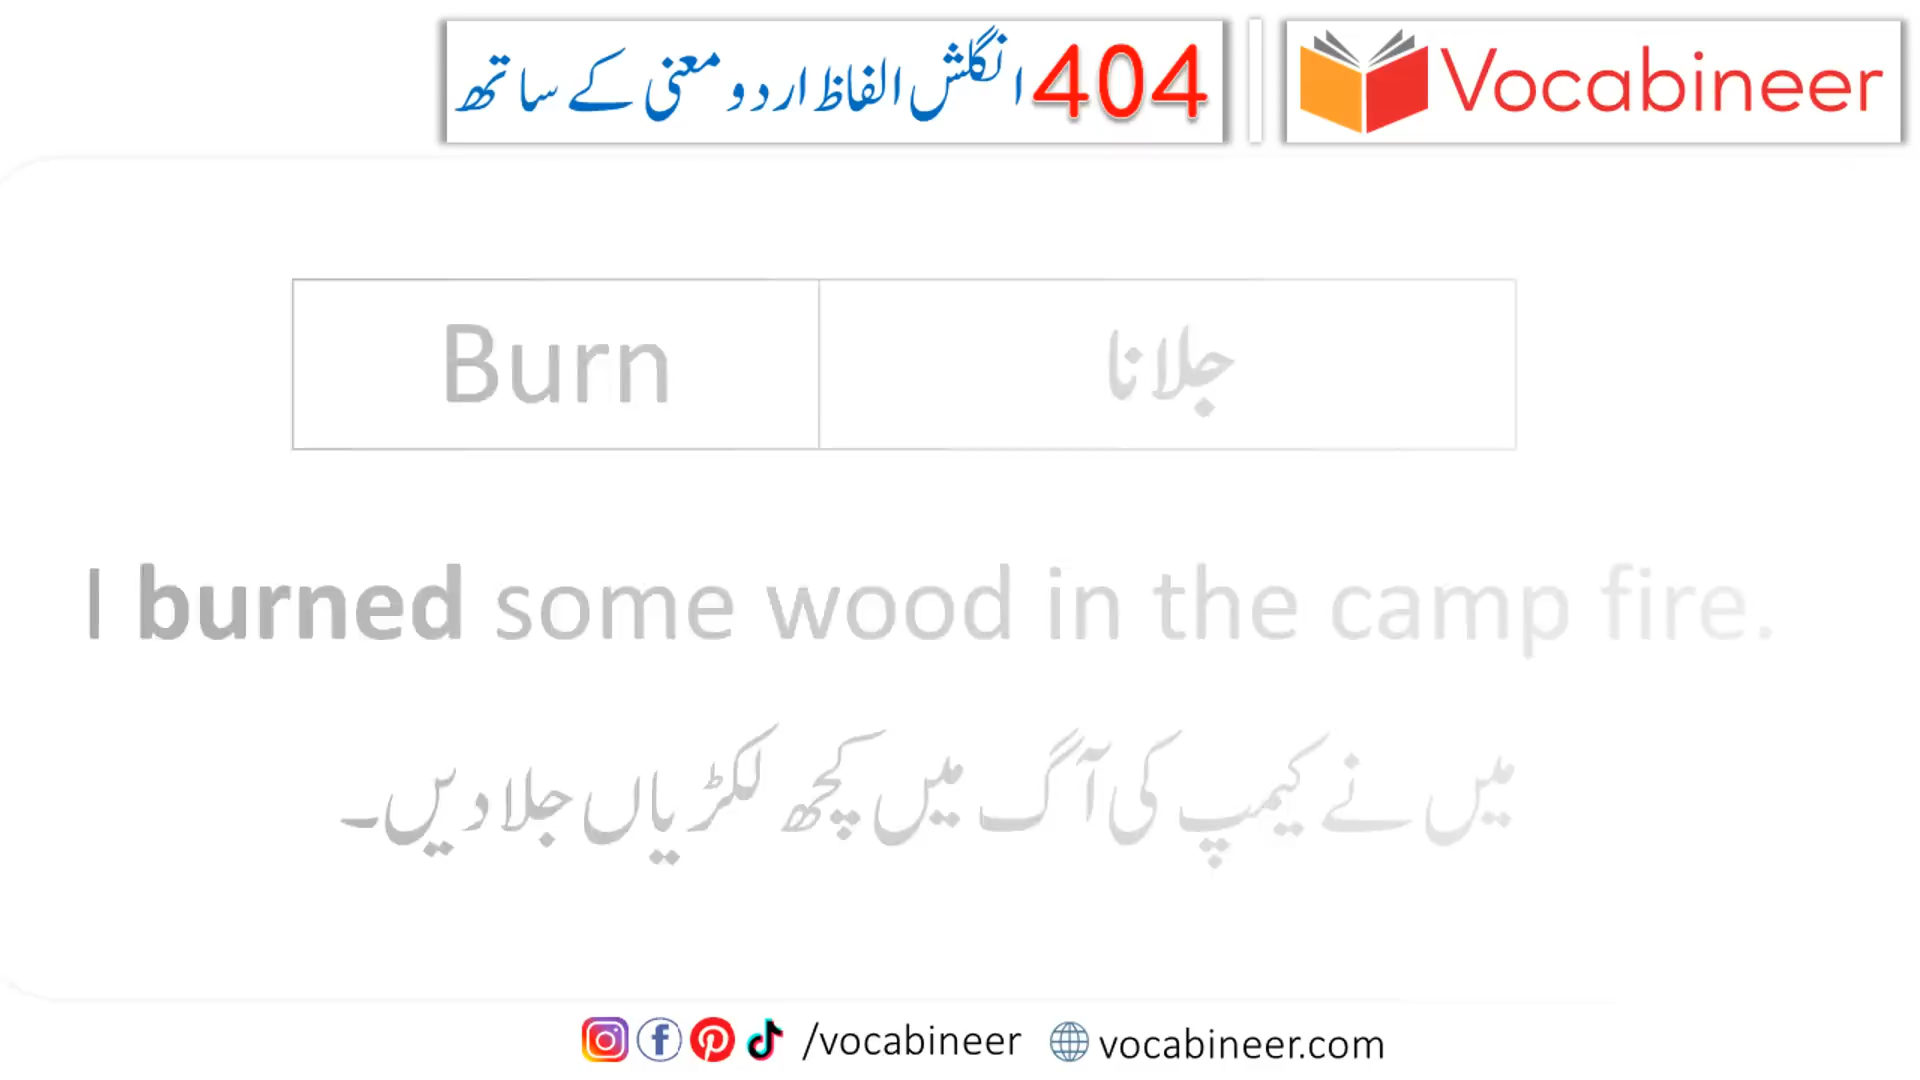 404 انگلش الفاظ اردو معنی کے ساتھ
Vocabineer
Burn
جلانا
I burned some wood in the camp fire.
میں نے کیمپ کی آگ میں کچھ لکڑیاں جلا دیں۔
/vocabineer
vocabineer.com